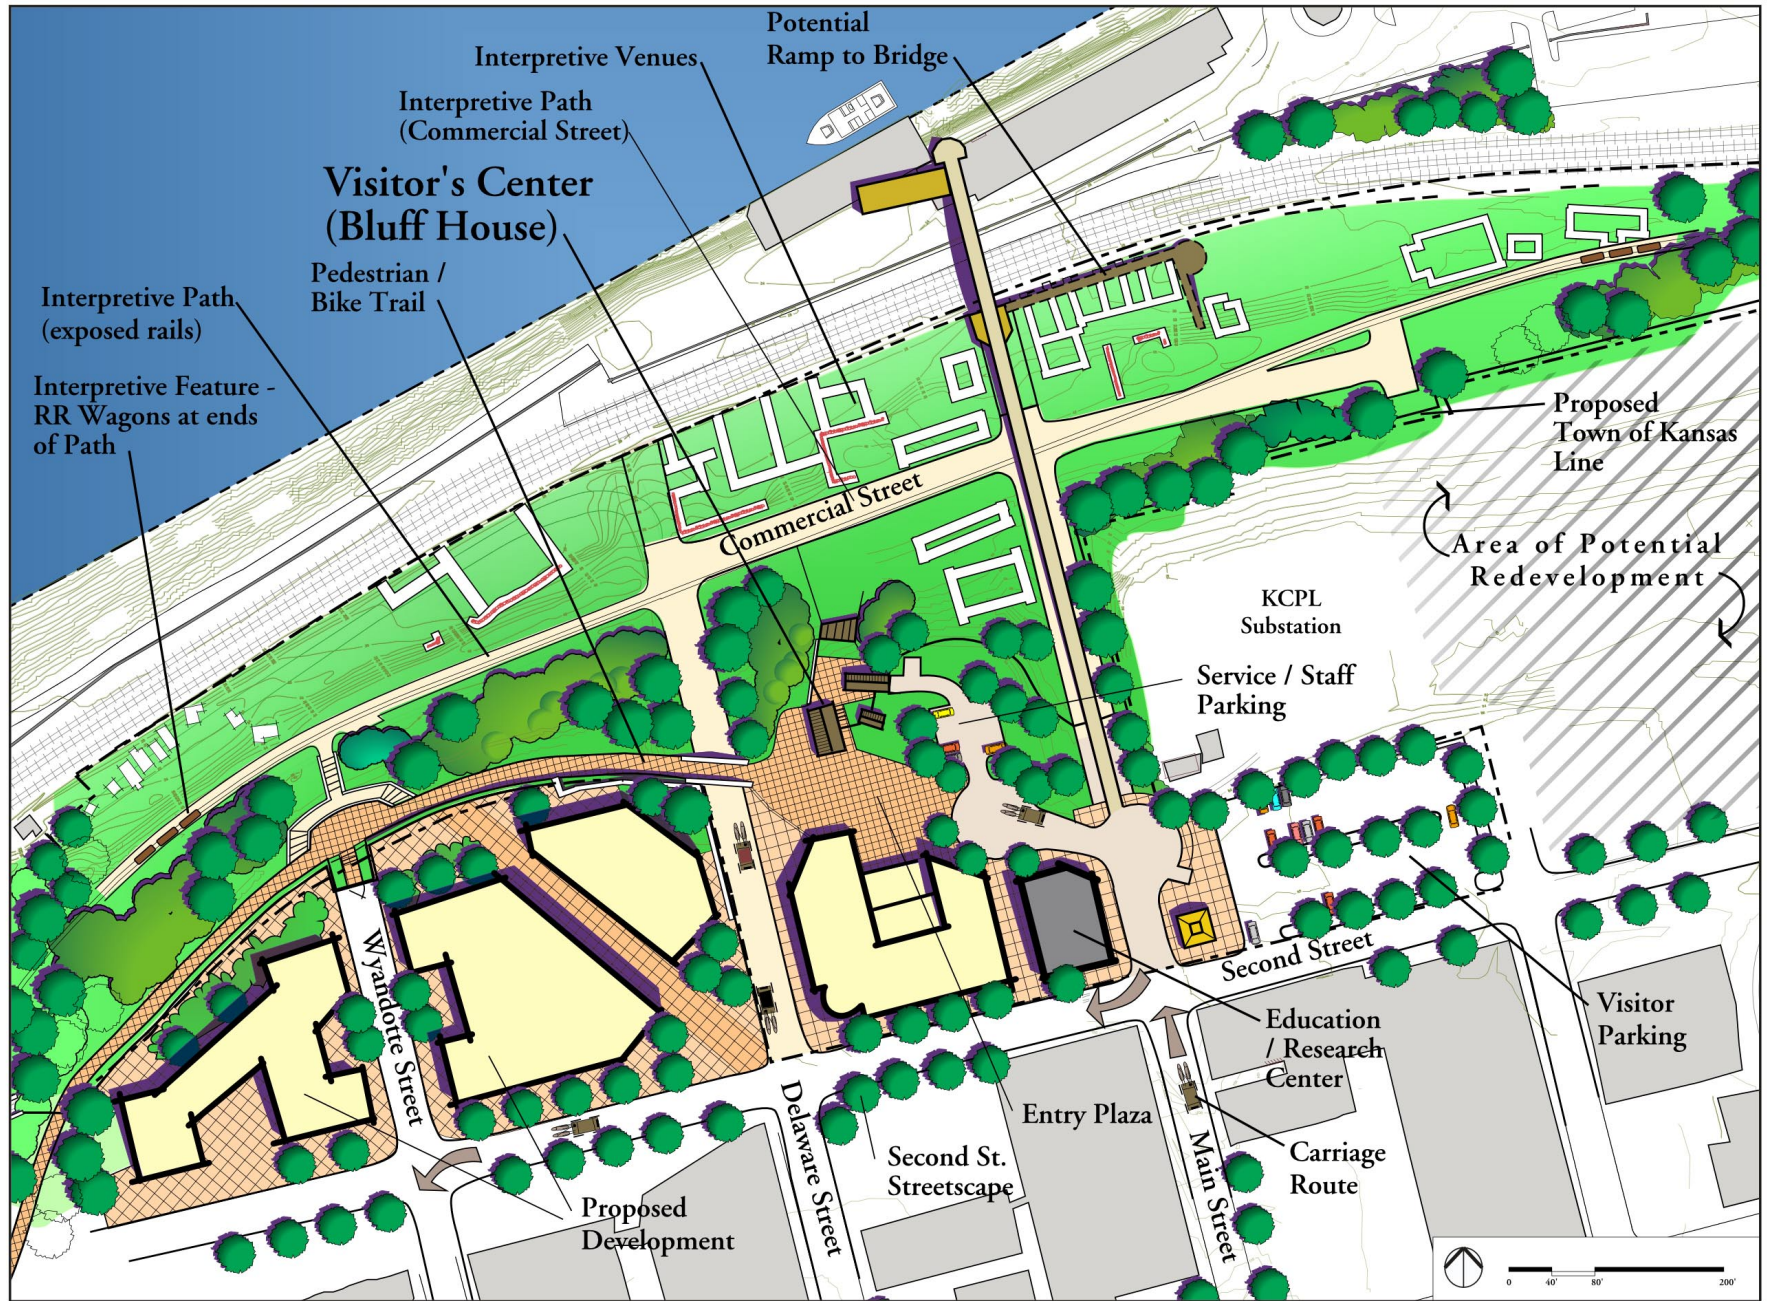 Potential
Ramp to Bridge
Interpretive Venues
Interpretive Path
(Commercial Street)
Visitor's Center
(Bluff House)
Pedestrian /
Bike Trail
Interpretive Path
(exposed rails)
Interpretive Feature -
RR Wagons at ends
of Path
Proposed
Town of Kansas
Line
Commercial Street
Area of Potential
Redevelopment
KCPL
Substation
Service / Staff
Parking
Wyandotte Street
Second Street
Visitor
Parking
Education
/ Research
Center
Entry Plaza
Delaware Street
Second St.
Streetscape
Main Street
Carriage
Route
Proposed
Development
0 40' 80' 200'